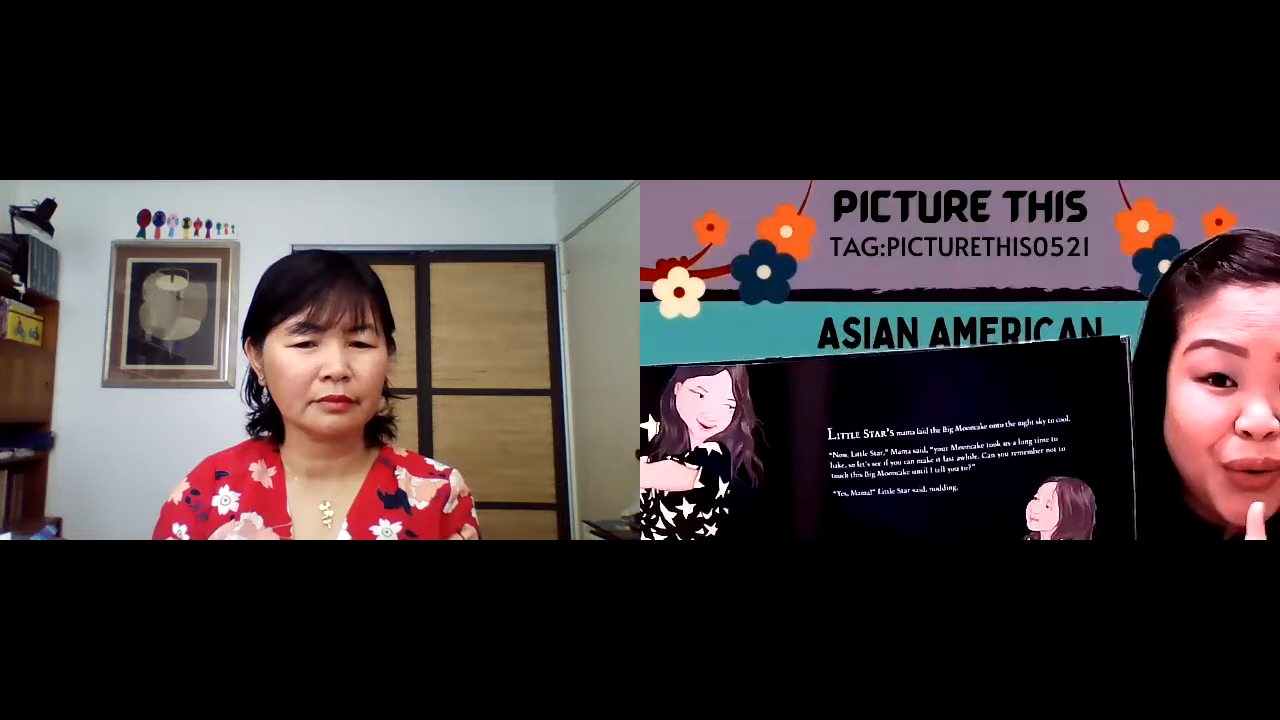 PICTURE THIS
TAG:PICTURETHIS0521
ASIAN AMERICAN
LITTLE STAR'S mama laid the Big Mooncake onto the night sky to cool.
"Now, Little Star," Mama said, "your Mooncake took us a long time to
bake, so let's see if you can make it last awhile. Can you remember not to
touch this Big Mooncake until I tell you to?"
"Yes, Mama!" Little Star said, nodding.